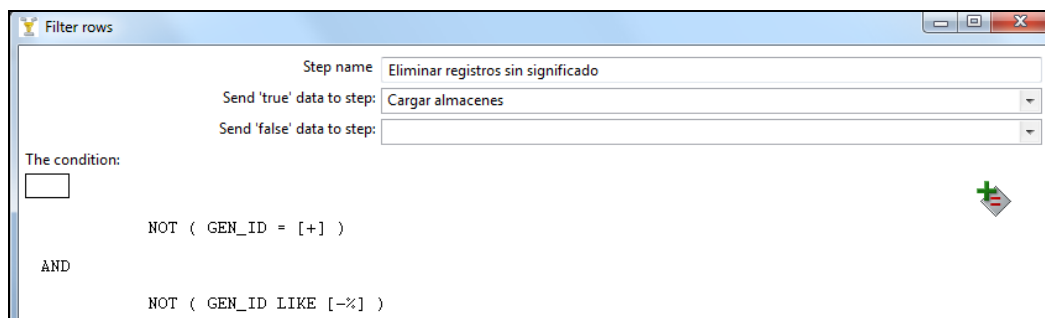 Filter rows
Step name Eliminar registros sin significado
Send 'true' data to step: Cargar almacenes
Send 'false' data to step:
The condition:
NOT ( GEN_ID = [+] )
AND
NOT ( GEN_ID LIKE [-%] )